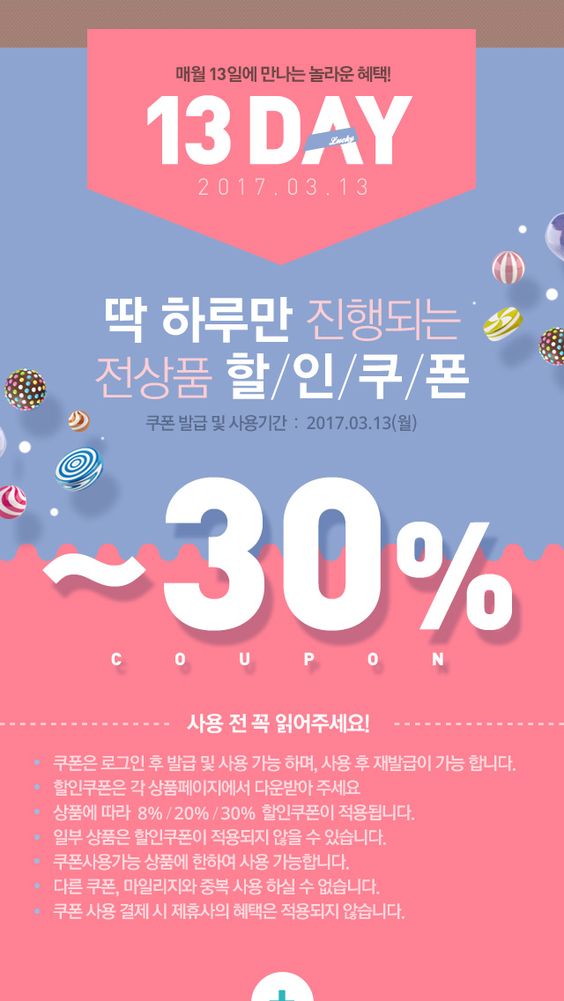 매월 13일에 만나는 놀라운 혜택!
13 DAY
Lucky
2017.03.13
딱 하루만 진행되는
전상품 할/인/쿠/폰
쿠폰 발급 및 사용기간 : 2017.03.13(월)
~30%
COUPON
사용 전 꼭 읽어주세요!
• 쿠폰은 로그인 후 발급 및 사용 가능 하며, 사용 후 재발급이 가능 합니다.
• 할인쿠폰은 각 상품페이지에서 다운받아 주세요
• 상품에 따라 8% / 20% / 30% 할인쿠폰이 적용됩니다.
• 일부 상품은 할인쿠폰이 적용되지 않을 수 있습니다.
• 쿠폰사용가능 상품에 한하여 사용 가능합니다.
• 다른 쿠폰, 마일리지와 중복 사용 하실 수 없습니다.
• 쿠폰 사용 결제 시 제휴사의 혜택은 적용되지 않습니다.